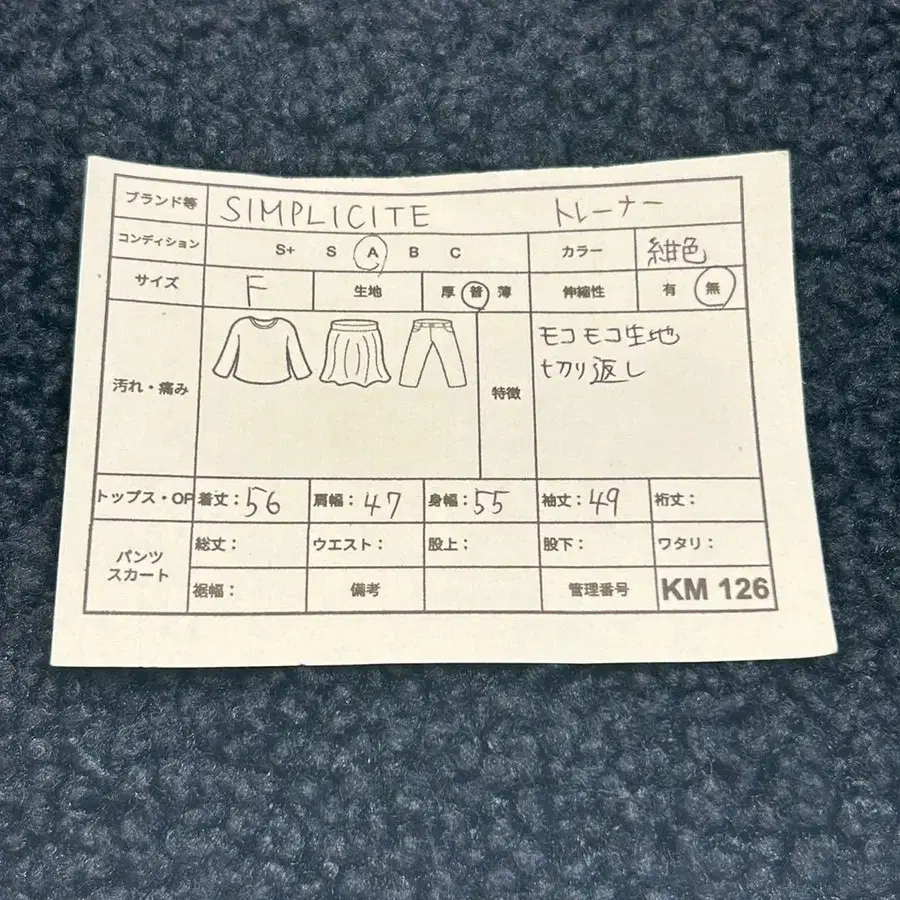 ブランド等 SIMPLICITE トレーナー
コンディション S+ S A B C カラー 紺色
サイズ F 生地 厚 普 薄 伸縮性 有 無
汚れ・痛み 特徴 モコモコ生地
切り返し
トップス・OP 着丈：56 肩幅：47 身幅：55 袖丈：49 裄丈：
パンツ
スカート
総丈： ウエスト： 股上； 股下： ワタリ：
裾幅： 備考 管理番号 KM 126